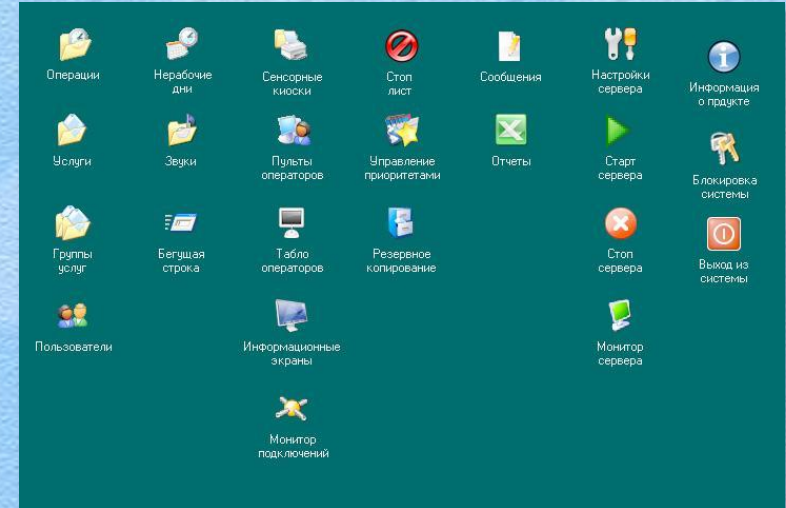 Операции
Нерабочие
дни
Сенсорные
киоски
Стоп
лист
Сообщения
Настройки
сервера
Информация
о прдукте
Услуги
Звуки
Пульты
операторов
Управление
приоритетами
Отчеты
Старт
сервера
Блокировка
системы
Группы
услуг
Бегущая
строка
Табло
операторов
Резервное
копирование
Стоп
сервера
Выход из
системы
Пользователи
Информационные
экраны
Монитор
сервера
Монитор
подключений